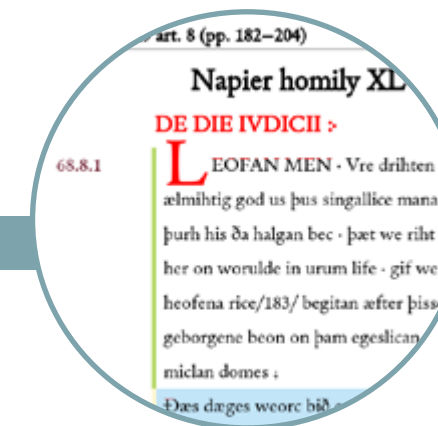 art. 8 (pp. 182–204)
Napier homily XL
DE DIE IVDICII :·
68.8.1
LEOFAN MEN · Vre drihten
ælmihtig god us þus singallice mana
þurh his ða halgan bec · þæt we riht
her on worulde in urum life · gif we
heofena rice/183/ begitan æfter þisse
geborgene beon on þam egeslican
miclan domes ;
Ðæs dæges weorc bið